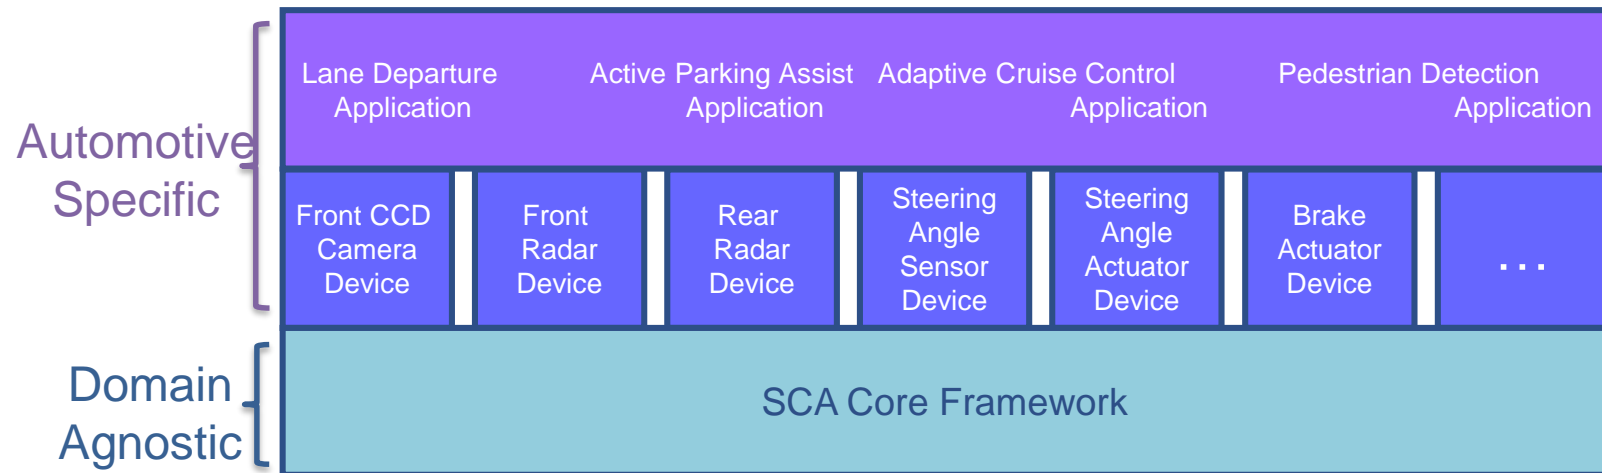 Automotive
Specific
Lane Departure
Application
Active Parking Assist
Application
Adaptive Cruise Control
Application
Pedestrian Detection
Application
Front CCD
Camera
Device
Front
Radar
Device
Rear
Radar
Device
Steering
Angle
Sensor
Device
Steering
Angle
Actuator
Device
Brake
Actuator
Device
...
Domain
Agnostic
SCA Core Framework